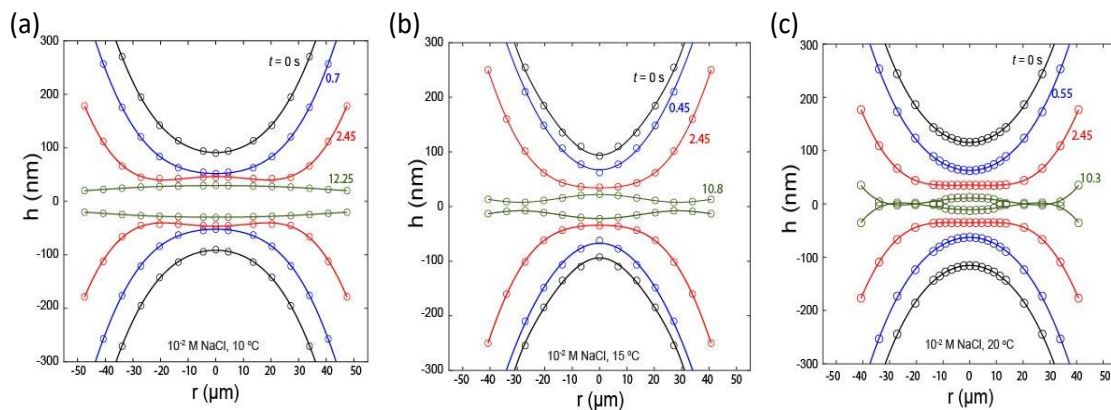 (a)
300
200
100
0
-100
-200
-300
h (nm)
t = 0 s
0.7
2.45
12.25
10⁻² M NaCl, 10 ºC
-50 -40 -30 -20 -10 0 10 20 30 40 50
r (µm)
(b)
300
200
100
0
-100
-200
-300
h (nm)
t = 0 s
0.45
2.45
10.8
10⁻² M NaCl, 15 ºC
-50 -40 -30 -20 -10 0 10 20 30 40 50
r (µm)
(c)
300
200
100
0
-100
-200
-300
h (nm)
t = 0 s
0.55
2.45
10.3
10⁻² M NaCl, 20 ºC
-50 -40 -30 -20 -10 0 10 20 30 40 50
r (µm)